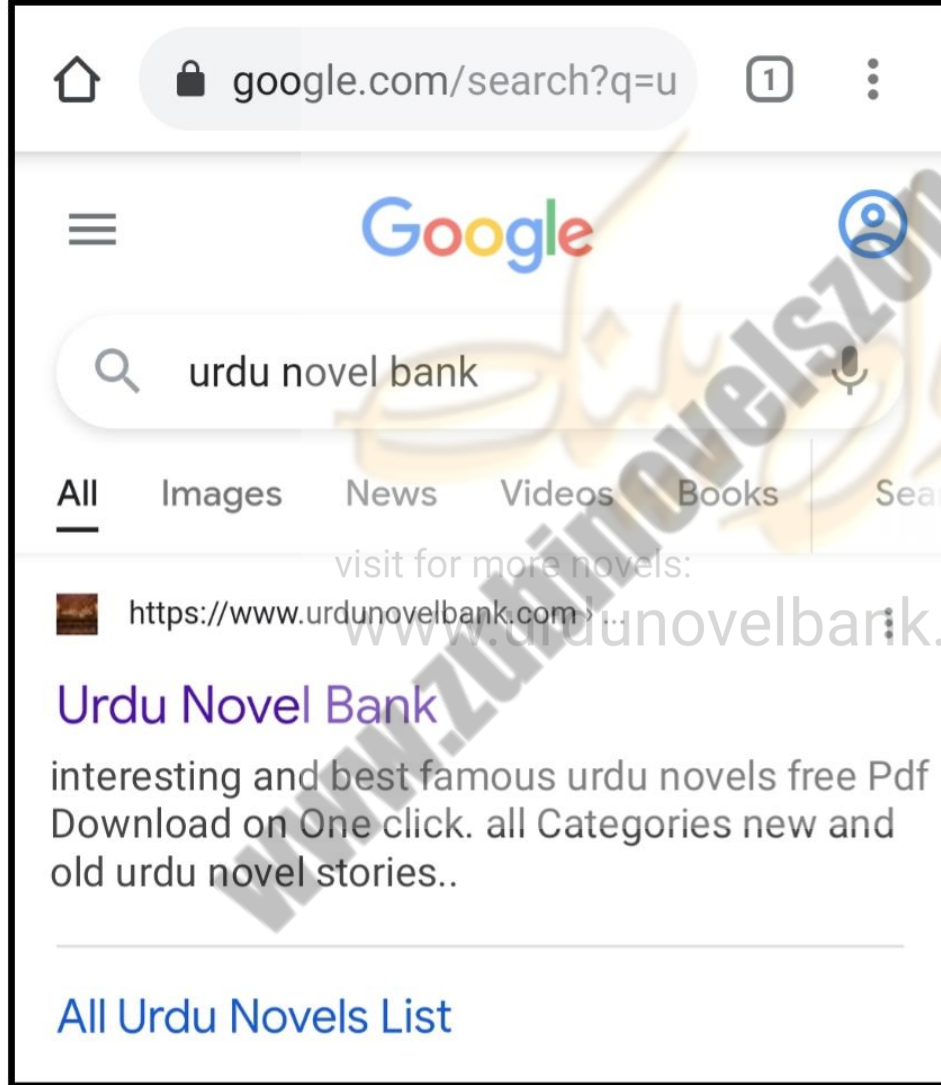 google.com/search?q=u
1
Google
urdu novel bank
All Images News Videos Books Sea
visit for more novels:
https://www.urdunovelbank.com › ...
www.urdunovelbank.
Urdu Novel Bank
interesting and best famous urdu novels free Pdf
Download on One click. all Categories new and
old urdu novel stories..
All Urdu Novels List
www.zubinovelszon